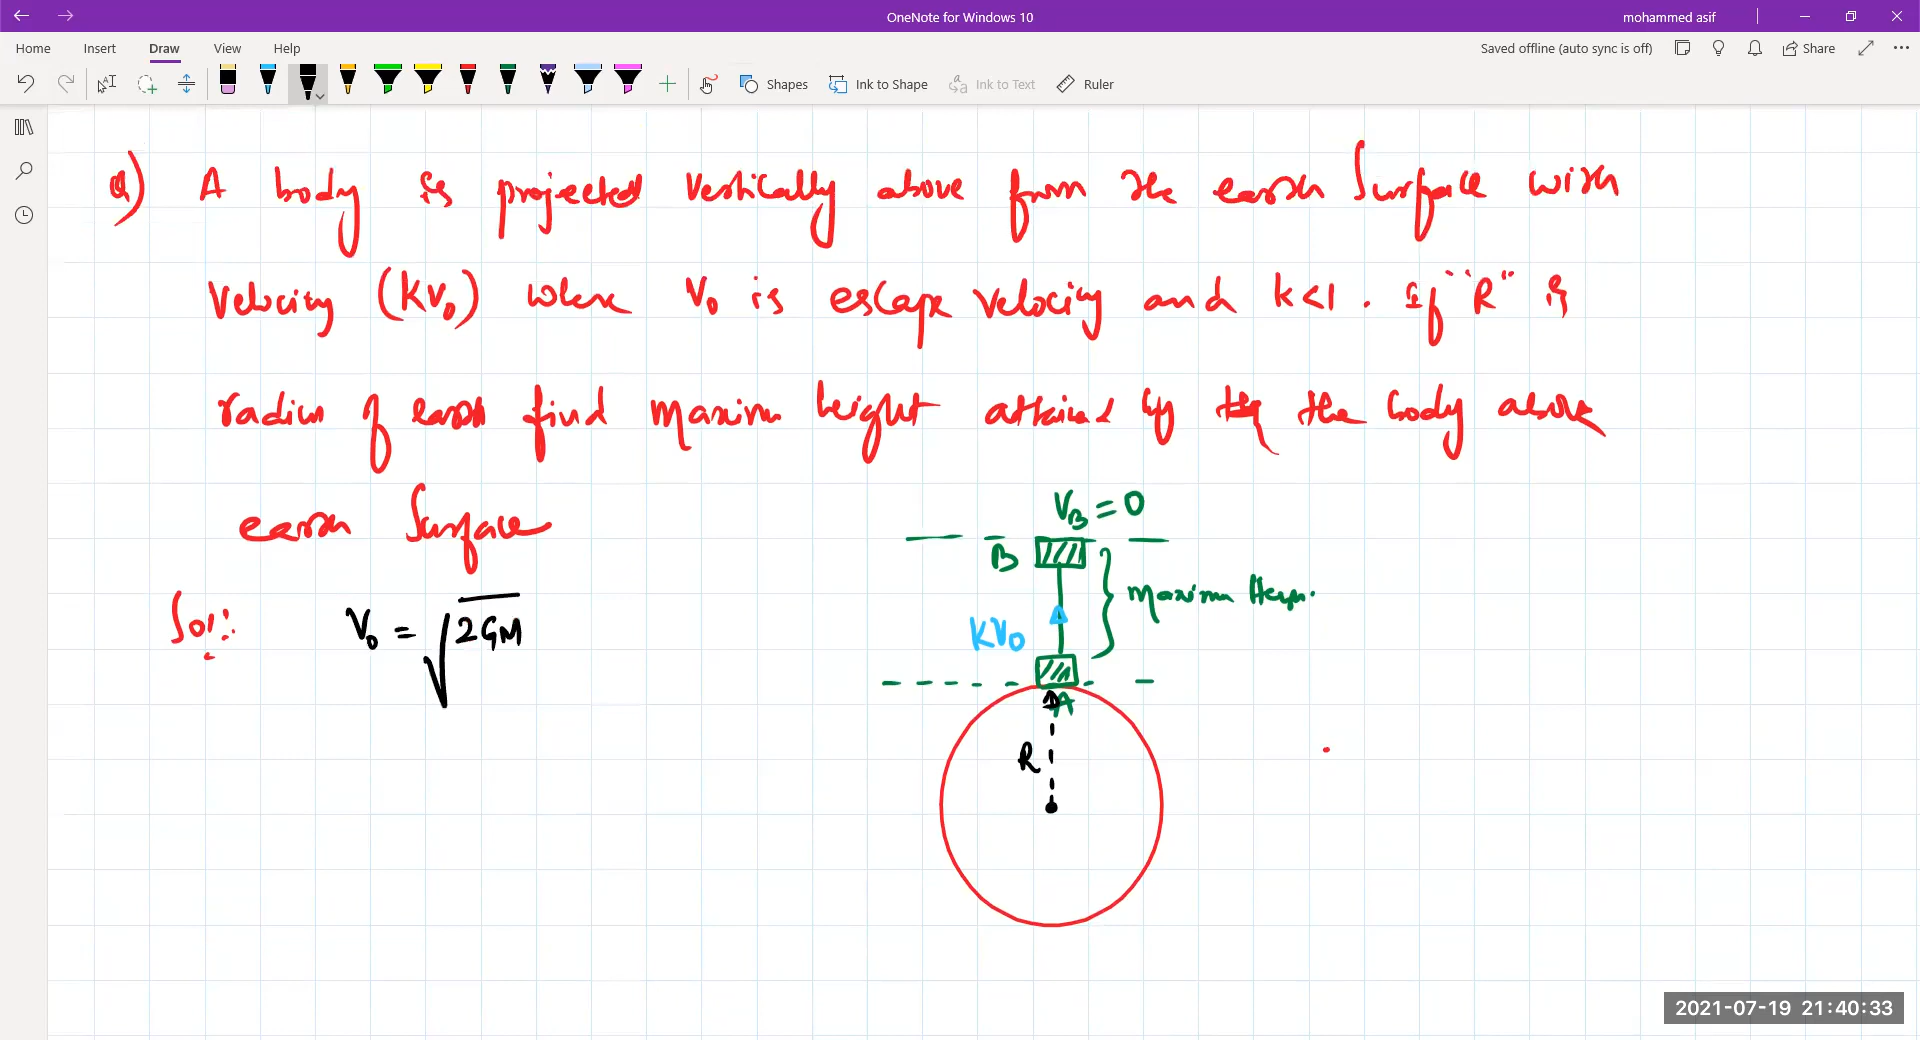 OneNote for Windows 10
mohammed asif
Home Insert Draw View Help
Saved offline (auto sync is off) Share
Shapes Ink to Shape Ink to Text Ruler
Q) A body is projected vertically above from the earth surface with
velocity (KV₀) where V₀ is escape velocity and K<1. If "R" is
radius of earth find maximum height attained by the body above
earth surface
V_B = 0
B
Maximum
KV₀
Sol:
V₀ = √2GM
A
R
2021-07-19 21:40:33